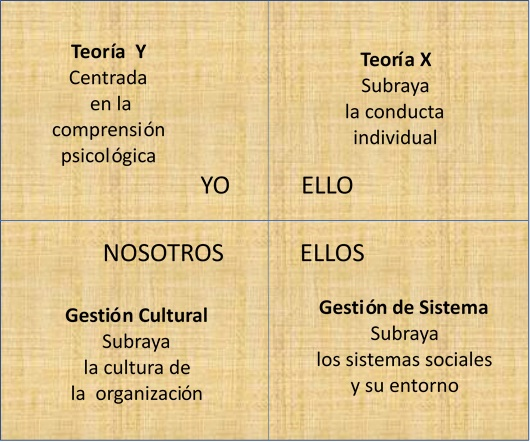 Teoría Y
Centrada
en la
comprensión
psicológica
YO
Teoría X
Subraya
la conducta
individual
ELLO
NOSOTROS
Gestión Cultural
Subraya
la cultura de
la organización
ELLOS
Gestión de Sistema
Subraya
los sistemas sociales
y su entorno